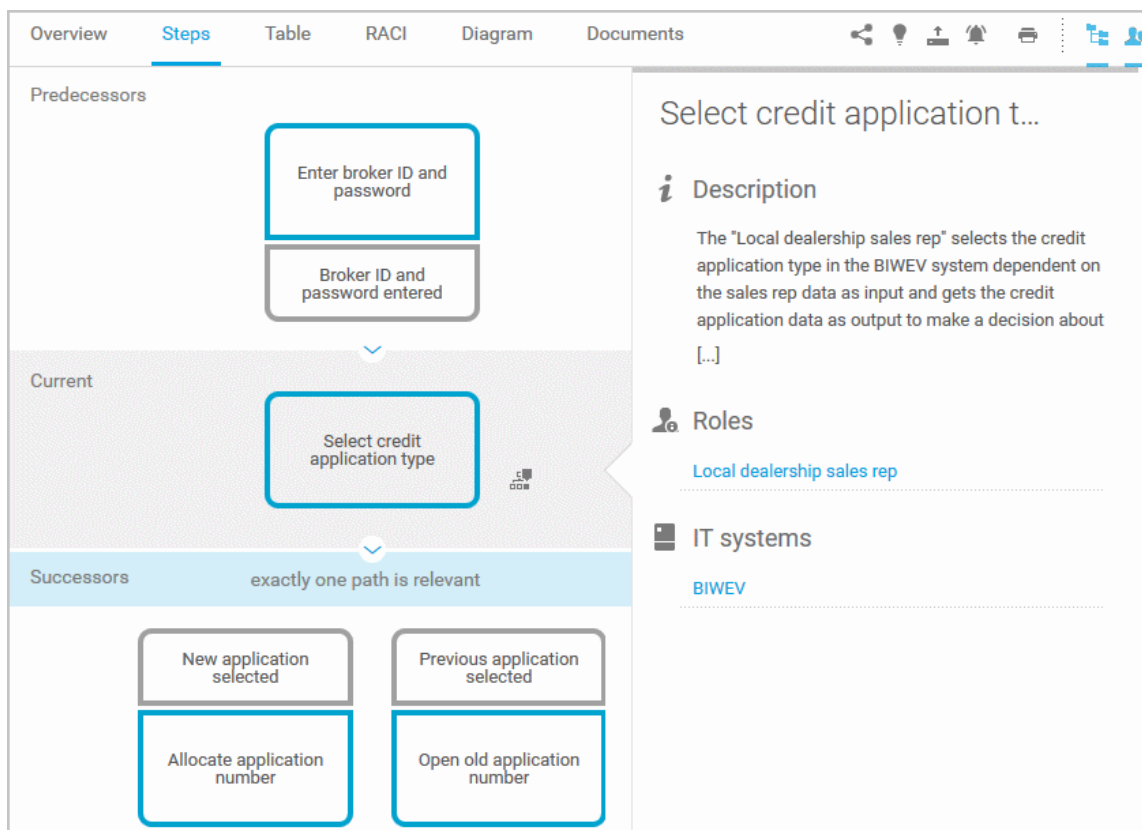 Overview Steps Table RACI Diagram Documents
Predecessors
Enter broker ID and
password
Broker ID and
password entered
Current
Select credit
application type
Successors exactly one path is relevant
New application
selected
Previous application
selected
Allocate application
number
Open old application
number
Select credit application t...
Description
The "Local dealership sales rep" selects the credit
application type in the BIWEV system dependent on
the sales rep data as input and gets the credit
application data as output to make a decision about
[...]
Roles
Local dealership sales rep
IT systems
BIWEV